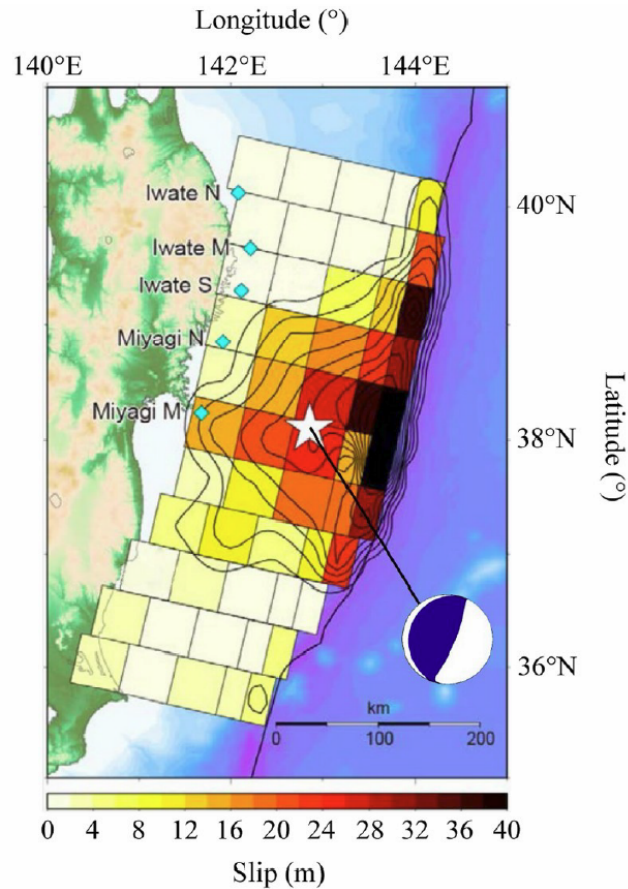 Longitude (°)
140°E 142°E 144°E
Iwate N
40°N
Iwate M
Iwate S
Miyagi N
Miyagi M
38°N
Latitude (°)
36°N
km
0 100 200
0 4 8 12 16 20 24 28 32 36 40
Slip (m)